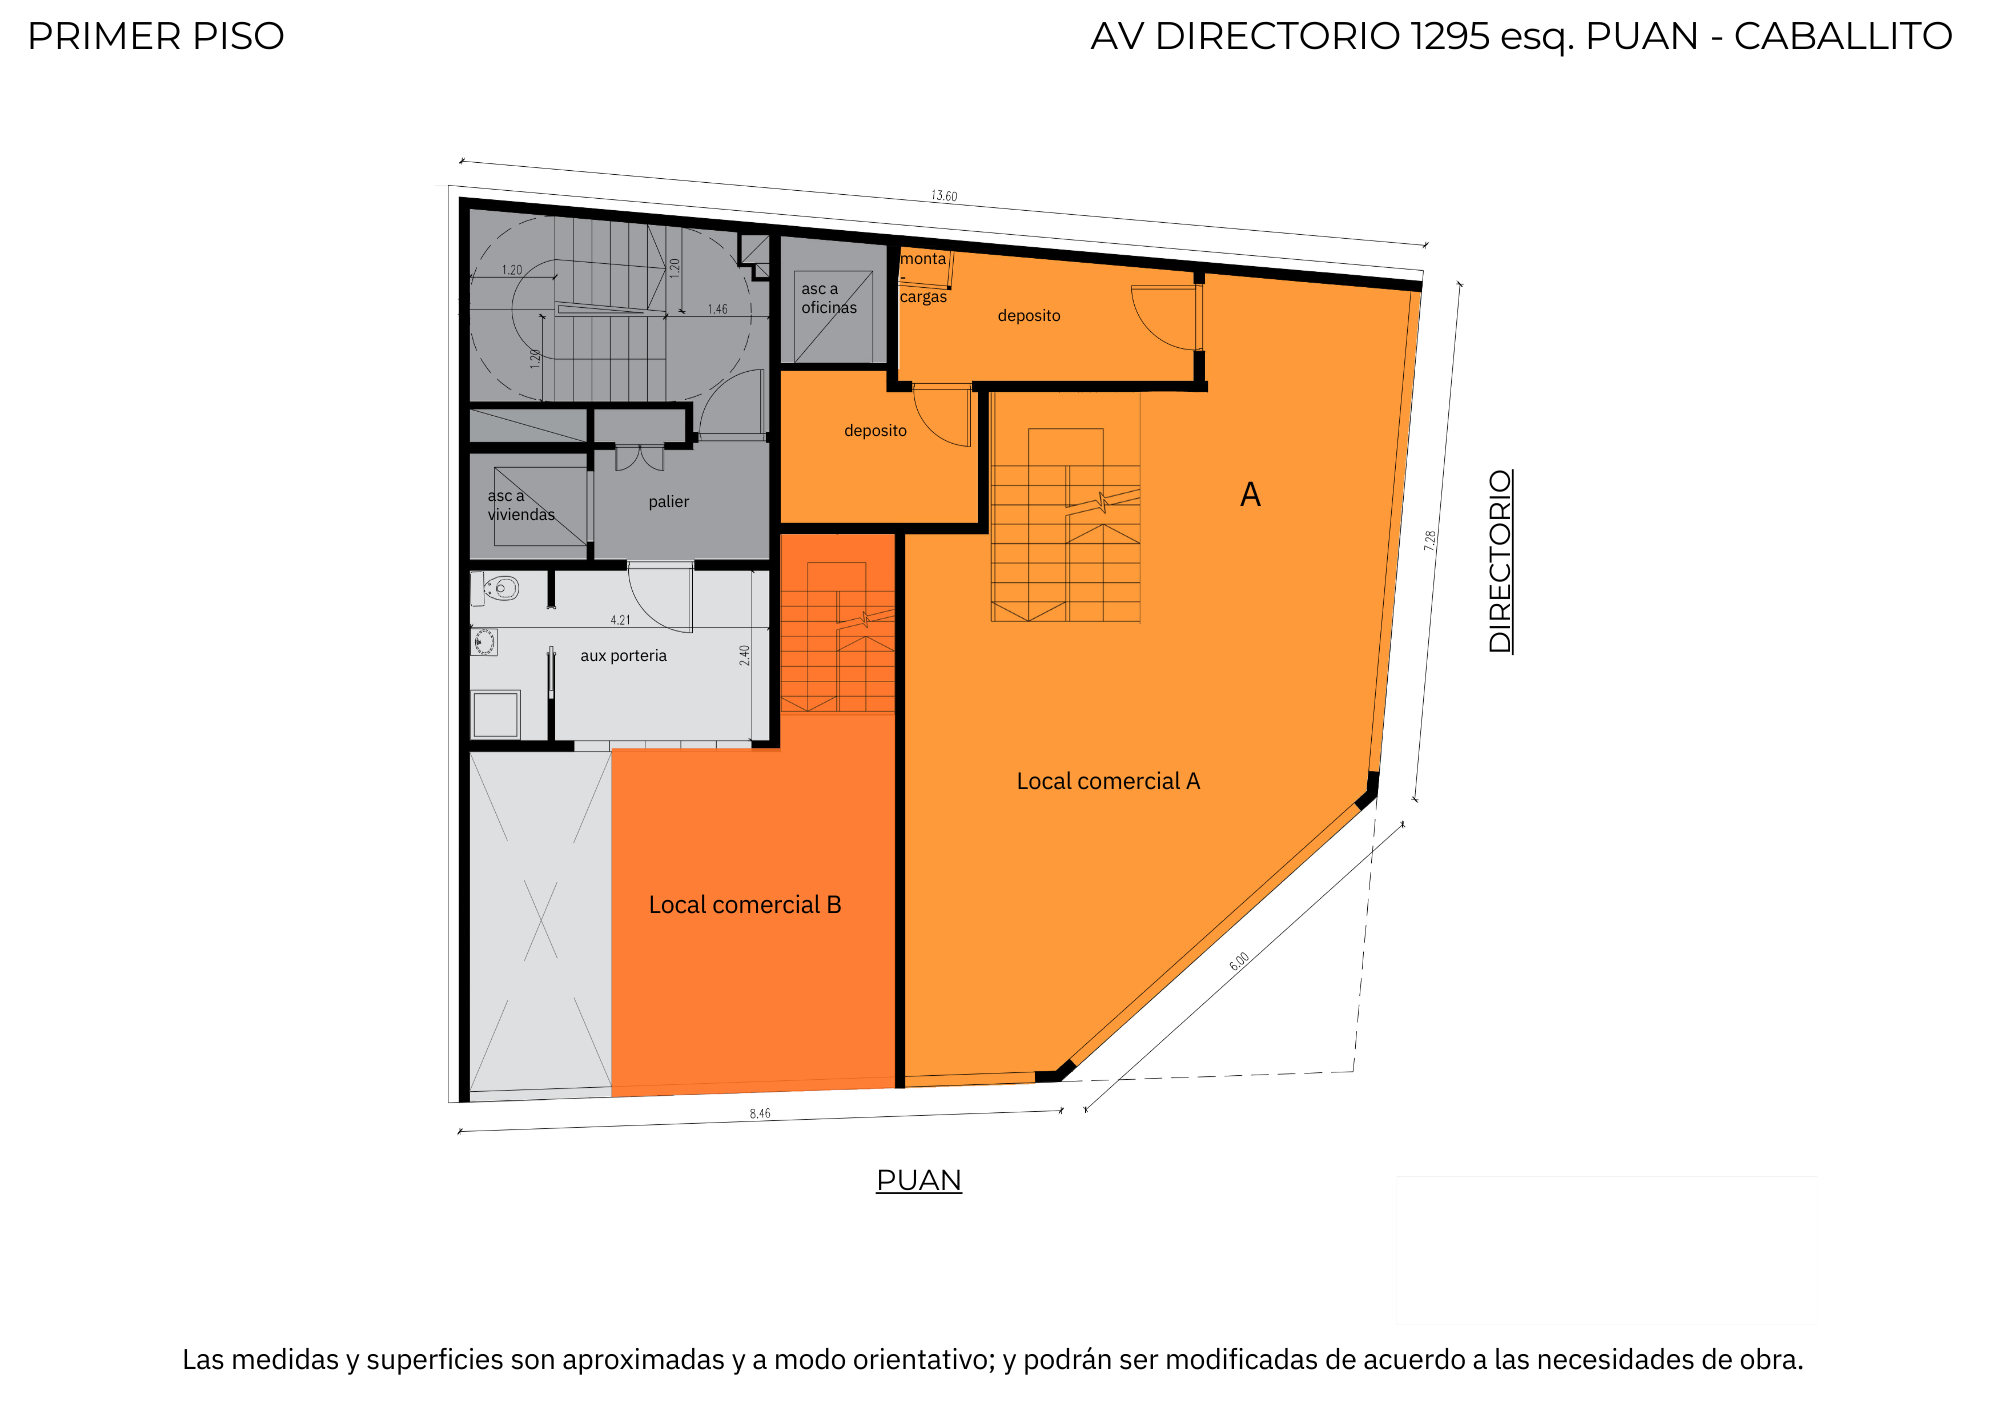 PRIMER PISO
AV DIRECTORIO 1295 esq. PUAN - CABALLITO
13.60
1.20
1.20
1.46
1.20
asc a
oficinas
monta
-
cargas
deposito
deposito
asc a
viviendas
palier
A
DIRECTORIO
7.28
4.21
aux porteria
2.40
Local comercial A
Local comercial B
6.00
8.46
PUAN
Las medidas y superficies son aproximadas y a modo orientativo; y podrán ser modificadas de acuerdo a las necesidades de obra.